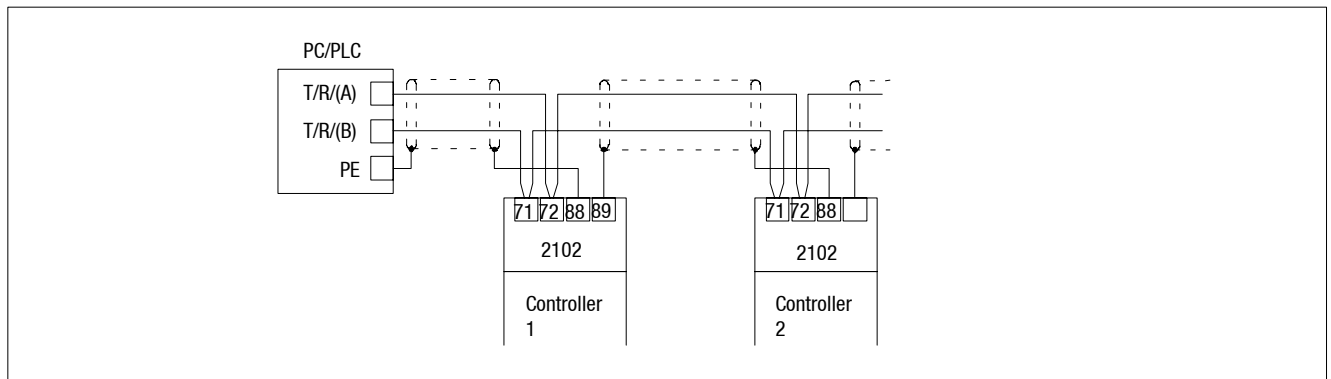 PC/PLC
T/R/(A)
T/R/(B)
PE
71 72 88 89
71 72 88
2102
2102
Controller
1
Controller
2